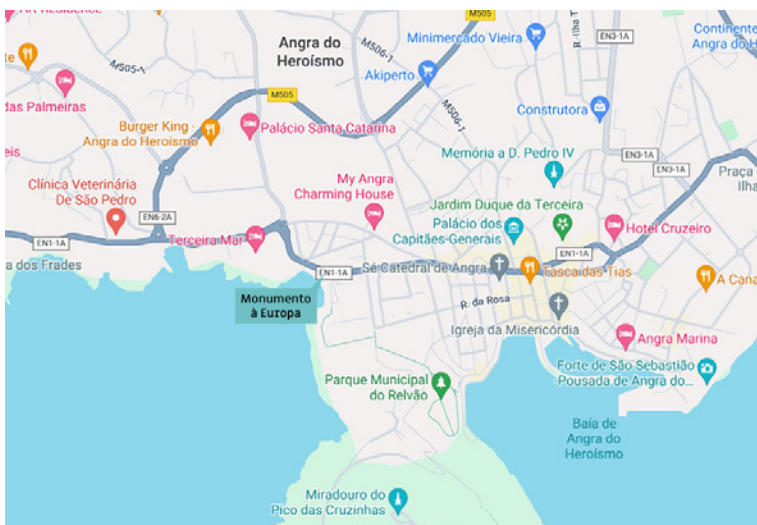 AR Residence
M505
Minimercado Vieira
R. Ilha T
EN3-1A
Continente
Angra do H
Angra do
Heroísmo
M506-1
te
M505-1
Akiperto
das Palmeiras
M505
M506-1
Construtora
Burger King -
Angra do Heroísmo
Palácio Santa Catarina
Memória a D. Pedro IV
EN3-1A
eis
My Angra
Charming House
EN3-1A
Praça
Ilha
Clínica Veterinária
De São Pedro
EN6-2A
Jardim Duque da Terceira
Palácio dos
Capitães-Generais
Hotel Cruzeiro
EN1-1A
Terceira Mar
EN1-1A
a dos Frades
EN1-1A
Sé Catedral de Angra
Tasca das Tias
A Cana
Monumento
à Europa
R. da Rosa
Igreja da Misericórdia
Angra Marina
Parque Municipal
do Relvão
Forte de São Sebastião
Pousada de Angra do...
Baía de
Angra do
Heroísmo
Miradouro do
Pico das Cruzinhas